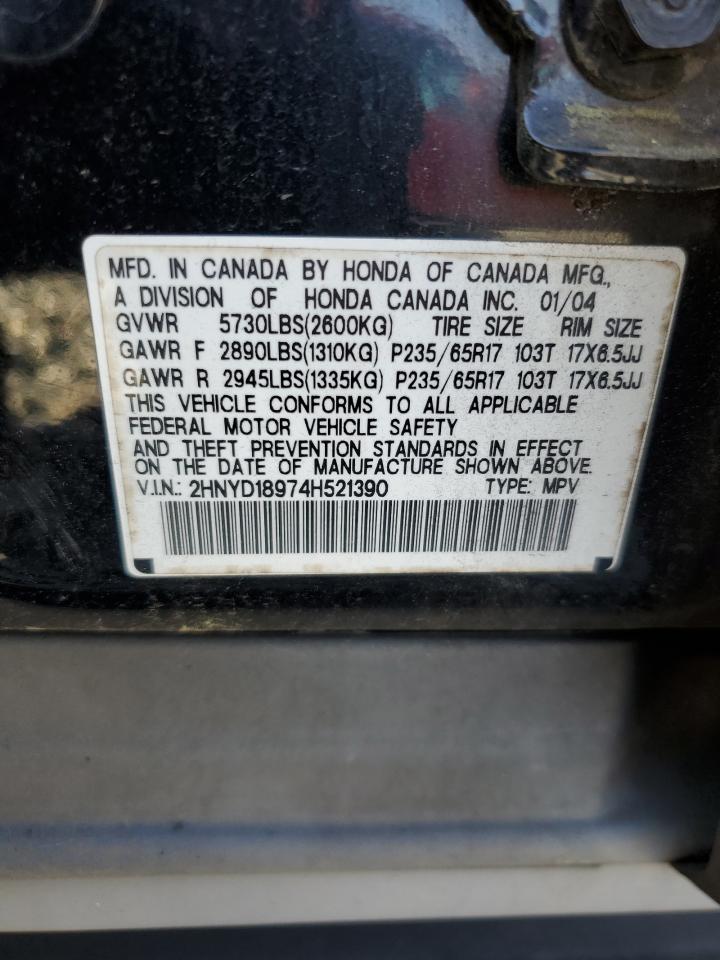 MFD. IN CANADA BY HONDA OF CANADA MFG.,
A DIVISION OF HONDA CANADA INC. 01/04
GVWR 5730LBS(2600KG) TIRE SIZE RIM SIZE
GAWR F 2890LBS(1310KG) P235/65R17 103T 17X6.5JJ
GAWR R 2945LBS(1335KG) P235/65R17 103T 17X6.5JJ
THIS VEHICLE CONFORMS TO ALL APPLICABLE
FEDERAL MOTOR VEHICLE SAFETY
AND THEFT PREVENTION STANDARDS IN EFFECT
ON THE DATE OF MANUFACTURE SHOWN ABOVE.
V.I.N.: 2HNYD18974H521390 TYPE: MPV